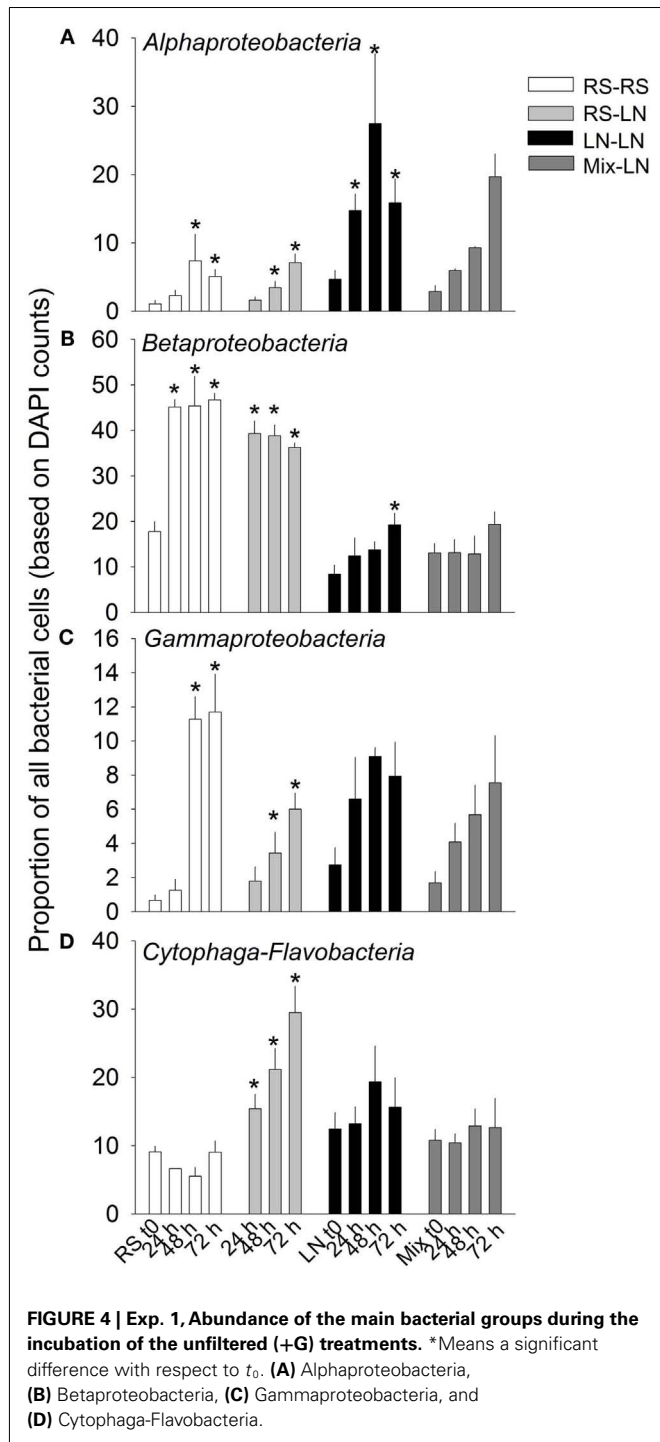 A
Alphaproteobacteria
40
30
20
10
0
*
*
*
*
*
*
*
RS-RS
RS-LN
LN-LN
Mix-LN
Proportion of all bacterial cells (based on DAPI counts)
B
Betaproteobacteria
60
50
40
30
20
10
0
*
*
*
*
*
*
*
C
Gammaproteobacteria
16
14
12
10
8
6
4
2
0
*
*
*
*
D
Cytophaga-Flavobacteria
40
30
20
10
0
*
*
*
RS t0
24 h
48 h
72 h
24 h
48 h
72 h
LN t0
24 h
48 h
72 h
Mix t0
24 h
48 h
72 h
FIGURE 4 | Exp. 1, Abundance of the main bacterial groups during the
incubation of the unfiltered (+G) treatments. *Means a significant
difference with respect to t₀. (A) Alphaproteobacteria,
(B) Betaproteobacteria, (C) Gammaproteobacteria, and
(D) Cytophaga-Flavobacteria.